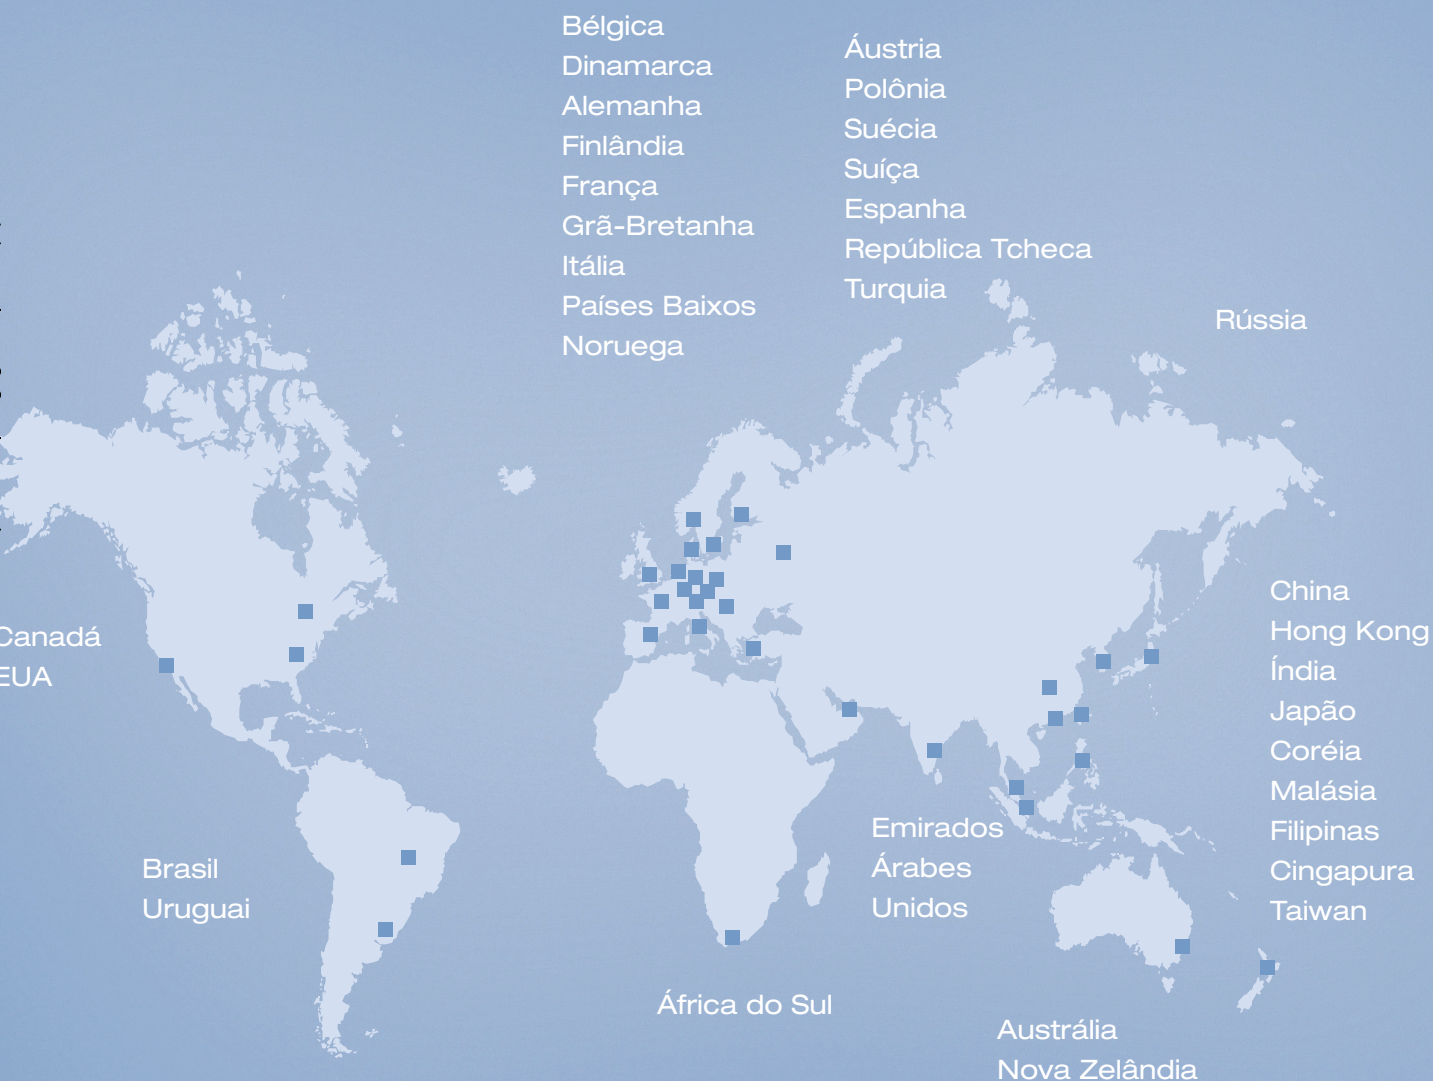 Bélgica
Dinamarca
Alemanha
Finlândia
França
Grã-Bretanha
Itália
Países Baixos
Noruega
Áustria
Polônia
Suécia
Suíça
Espanha
República Tcheca
Turquia
Rússia
Canadá
EUA
China
Hong Kong
Índia
Japão
Coréia
Malásia
Filipinas
Cingapura
Taiwan
Brasil
Uruguai
Emirados
Árabes
Unidos
África do Sul
Austrália
Nova Zelândia